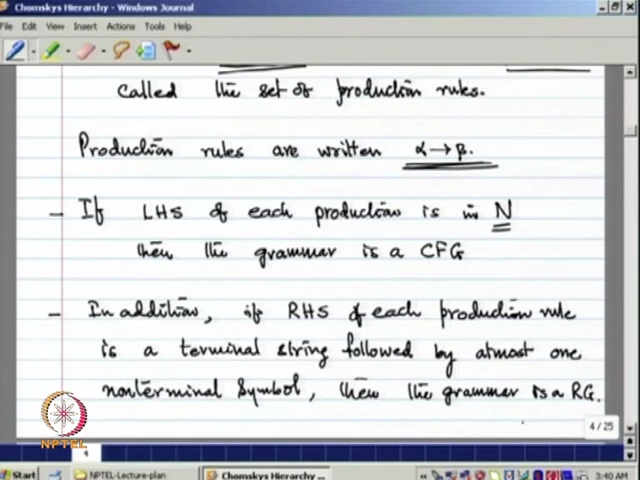 Chomskys Hierarchy - Windows Journal
File Edit View Insert Actions Tools Help
called the set of production rules.
Production rules are written α → β.
- If LHS of each production is in N
then the grammar is a CFG
- In addition, if RHS of each production rule
is a terminal string followed by atmost one
nonterminal symbol, then the grammar is a RG.
NPTEL
4 / 25
4
Start NPTEL-Lecture-plan Chomskys Hierarchy ... 3:40 AM